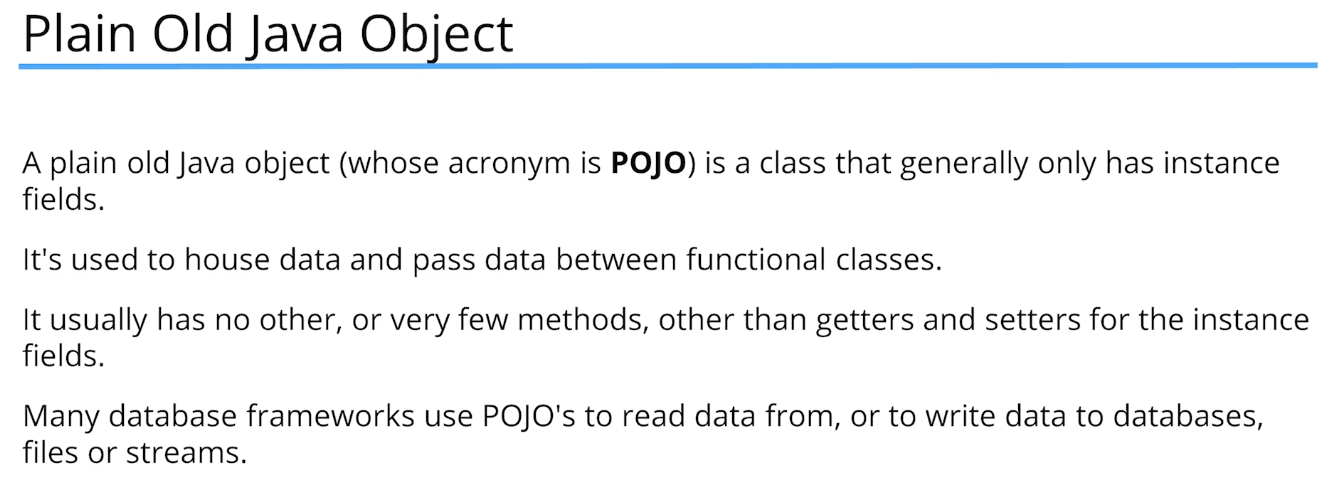 Plain Old Java Object
A plain old Java object (whose acronym is POJO) is a class that generally only has instance
fields.
It's used to house data and pass data between functional classes.
It usually has no other, or very few methods, other than getters and setters for the instance
fields.
Many database frameworks use POJO's to read data from, or to write data to databases,
files or streams.